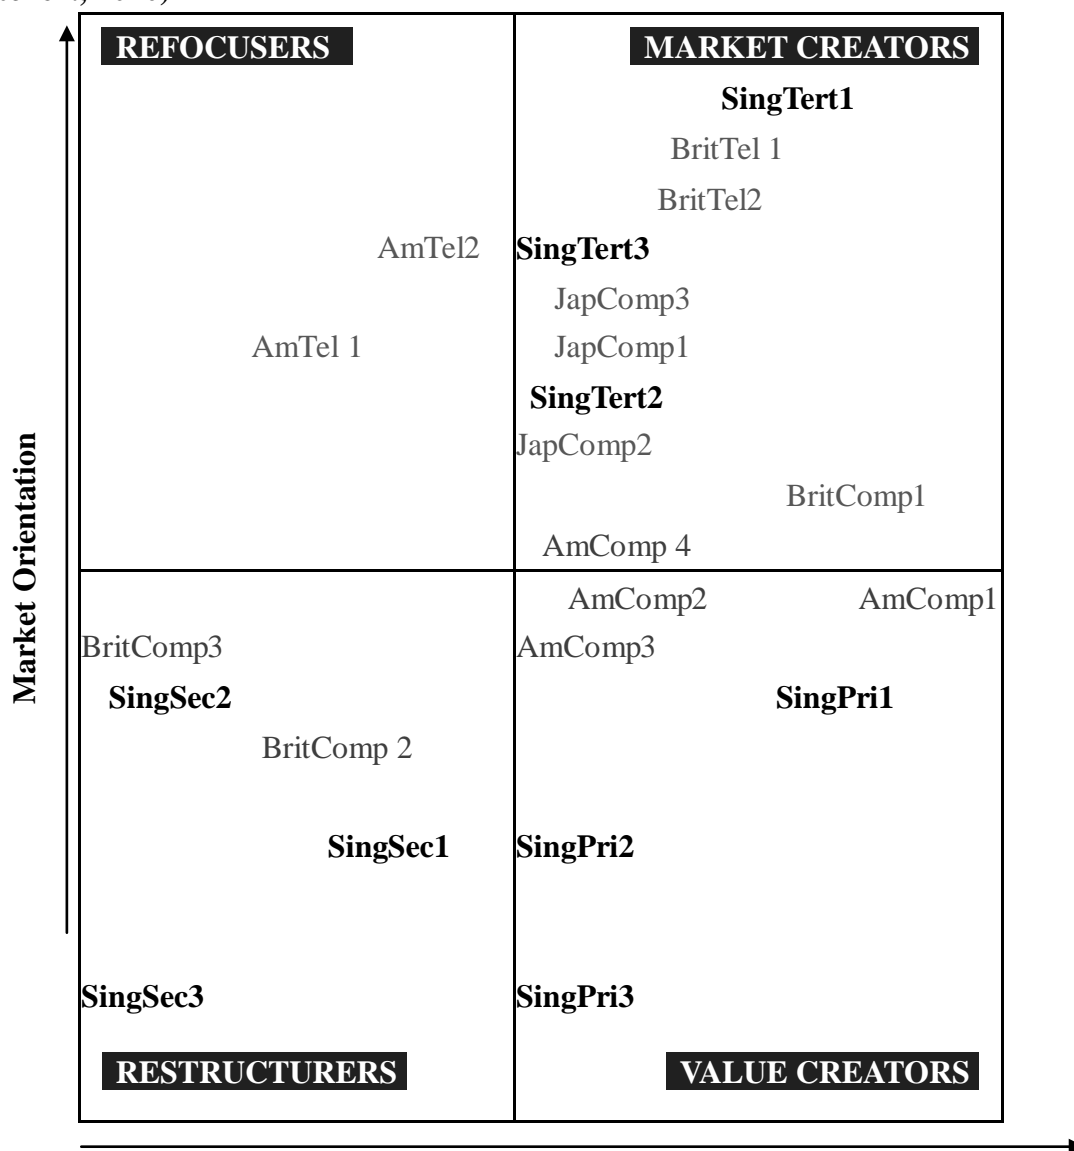 REFOCUSERS MARKET CREATORS
SingTert1
BritTel 1
BritTel2
AmTel2 SingTert3
JapComp3
AmTel 1 JapComp1
SingTert2
JapComp2
BritComp1
AmComp 4
AmComp2 AmComp1
BritComp3 AmComp3
SingSec2 SingPri1
BritComp 2
SingSec1 SingPri2
SingSec3 SingPri3
RESTRUCTURERS VALUE CREATORS
Market Orientation